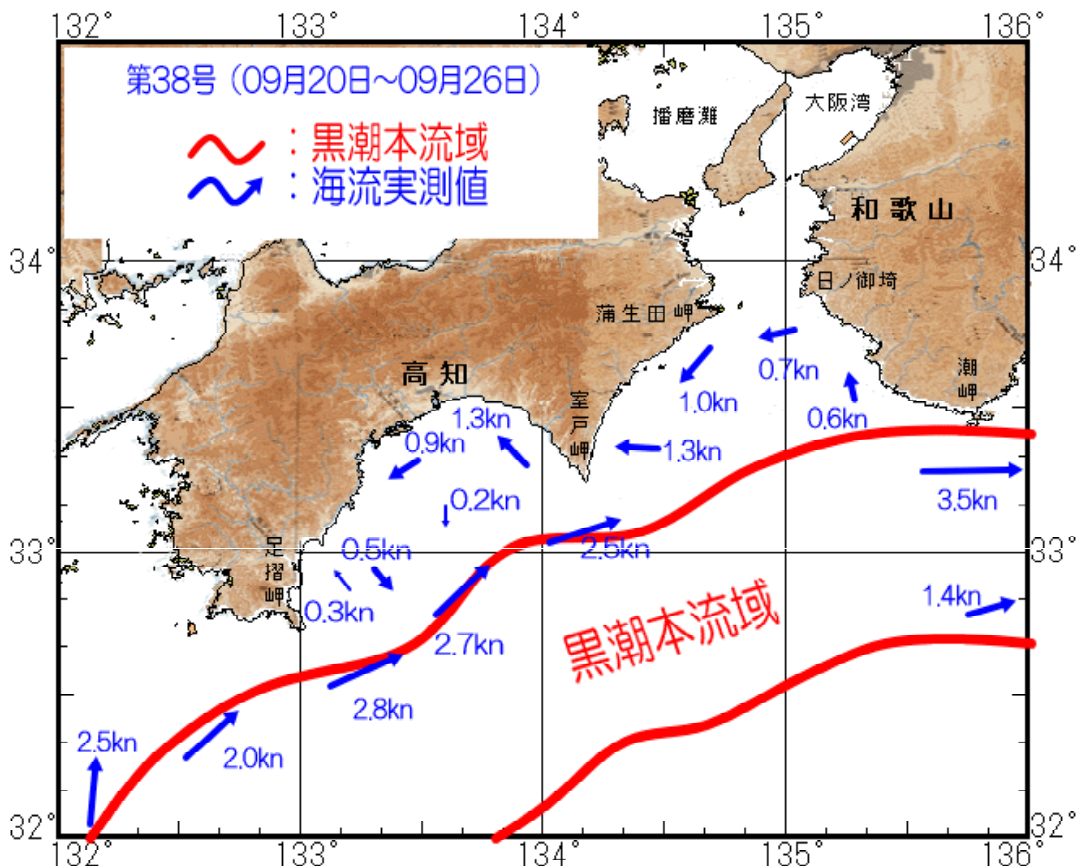 132°
133°
134°
135°
136°
第38号（09月20日～09月26日）
：黒潮本流域
：海流実測値
播磨灘
大阪湾
和歌山
34°
34°
日ノ御埼
蒲生田岬
0.7kn
潮岬
高知
1.0kn
室戸岬
1.3kn
0.6kn
0.9kn
1.3kn
3.5kn
0.2kn
33°
33°
足摺岬
0.5kn
2.5kn
0.3kn
1.4kn
2.7kn
黒潮本流域
2.8kn
2.5kn
2.0kn
32°
32°
132°
133°
134°
135°
136°